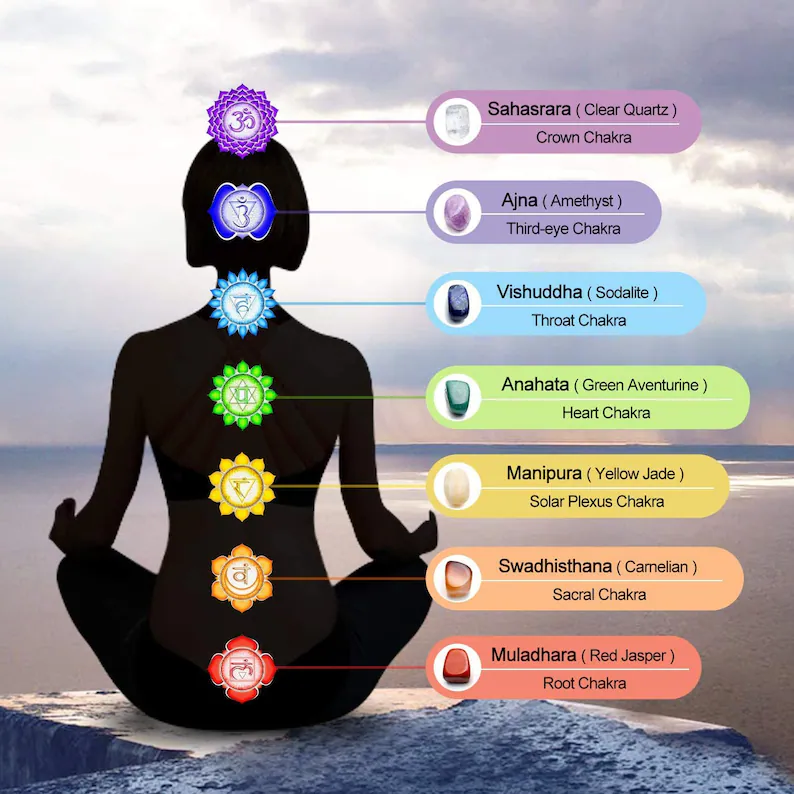 Sahasrara ( Clear Quartz )
Crown Chakra
Ajna ( Amethyst )
Third-eye Chakra
Vishuddha ( Sodalite )
Throat Chakra
Anahata ( Green Aventurine )
Heart Chakra
Manipura ( Yellow Jade )
Solar Plexus Chakra
Swadhisthana ( Carnelian )
Sacral Chakra
Muladhara ( Red Jasper )
Root Chakra